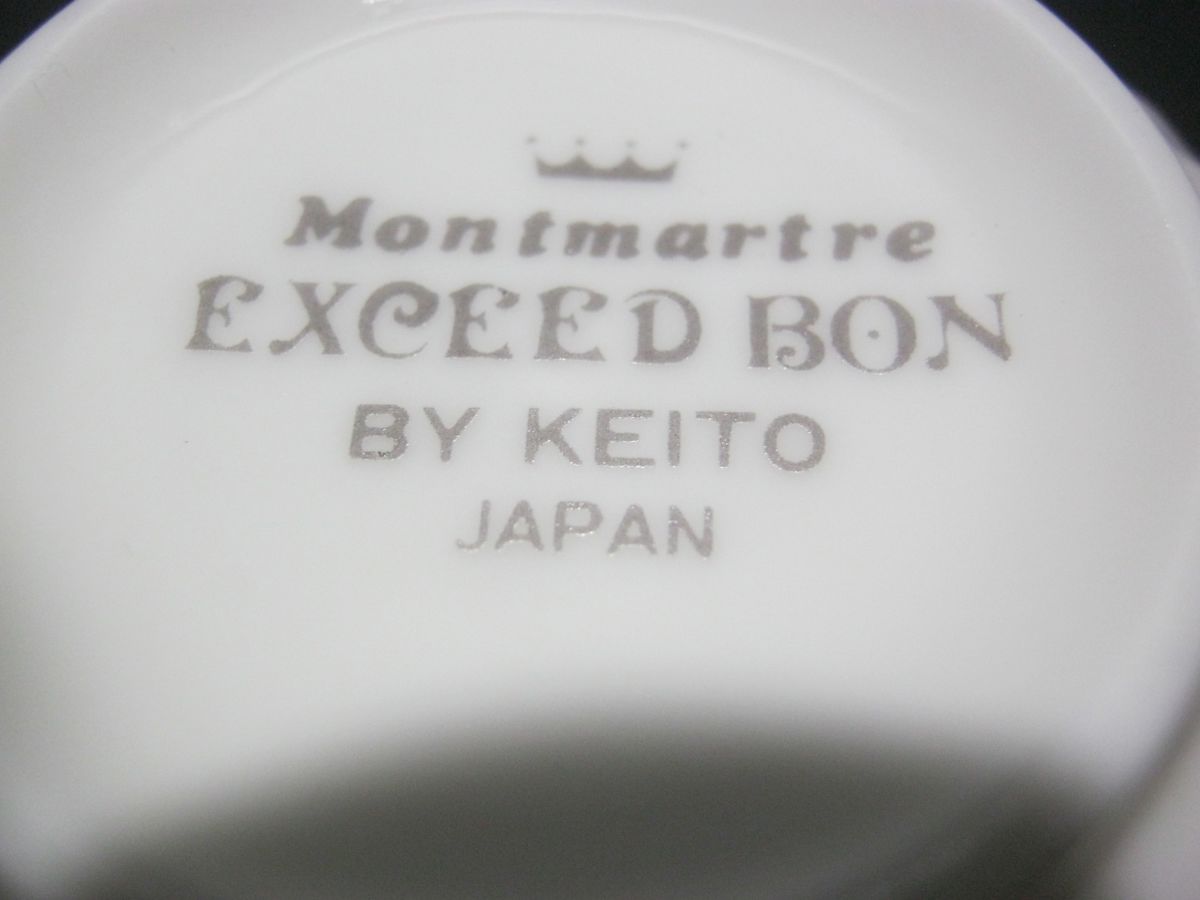 Montmartre
EXCEED BON
BY KEITO
JAPAN